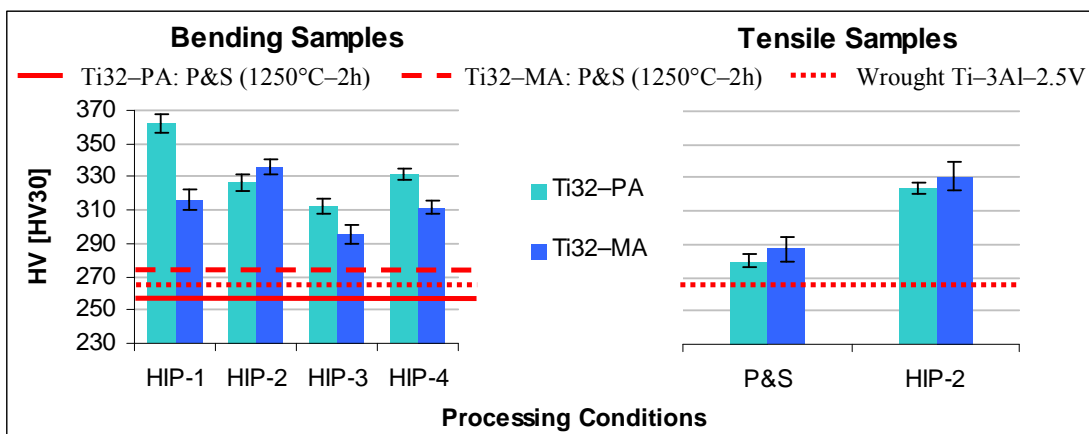 Bending Samples
Tensile Samples
Ti32–PA: P&S (1250°C–2h)
Ti32–MA: P&S (1250°C–2h)
Wrought Ti–3Al–2.5V
HV [HV30]
370
350
330
310
290
270
250
230
HIP-1
HIP-2
HIP-3
HIP-4
Ti32–PA
Ti32–MA
P&S
HIP-2
Processing Conditions